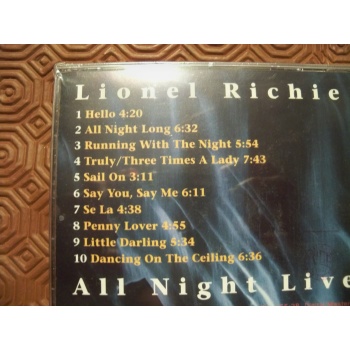 Lionel Richie
1 Hello 4:20
2 All Night Long 6:32
3 Running With The Night 5:54
4 Truly/Three Times A Lady 7:43
5 Sail On 3:11
6 Say You, Say Me 6:11
7 Se La 4:38
8 Penny Lover 4:55
9 Little Darling 5:34
10 Dancing On The Ceiling 6:36
All Night Live